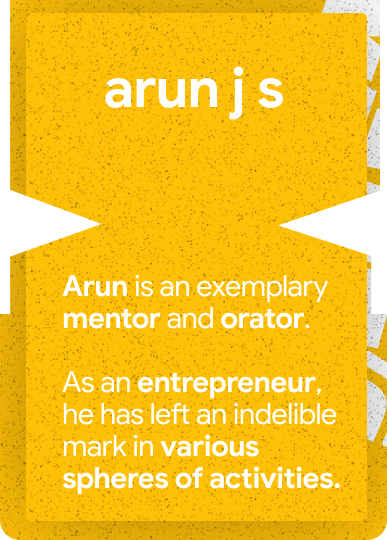 arun j s
Arun is an exemplary
mentor and orator.
As an entrepreneur,
he has left an indelible
mark in various
spheres of activities.